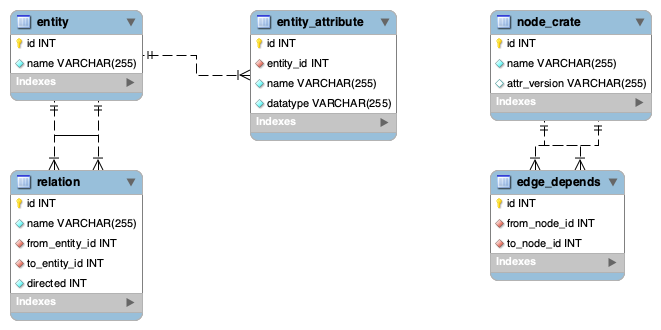 entity
id INT
name VARCHAR(255)
Indexes
entity_attribute
id INT
entity_id INT
name VARCHAR(255)
datatype VARCHAR(255)
Indexes
node_crate
id INT
name VARCHAR(255)
attr_version VARCHAR(255)
Indexes
relation
id INT
name VARCHAR(255)
from_entity_id INT
to_entity_id INT
directed INT
Indexes
edge_depends
id INT
from_node_id INT
to_node_id INT
Indexes